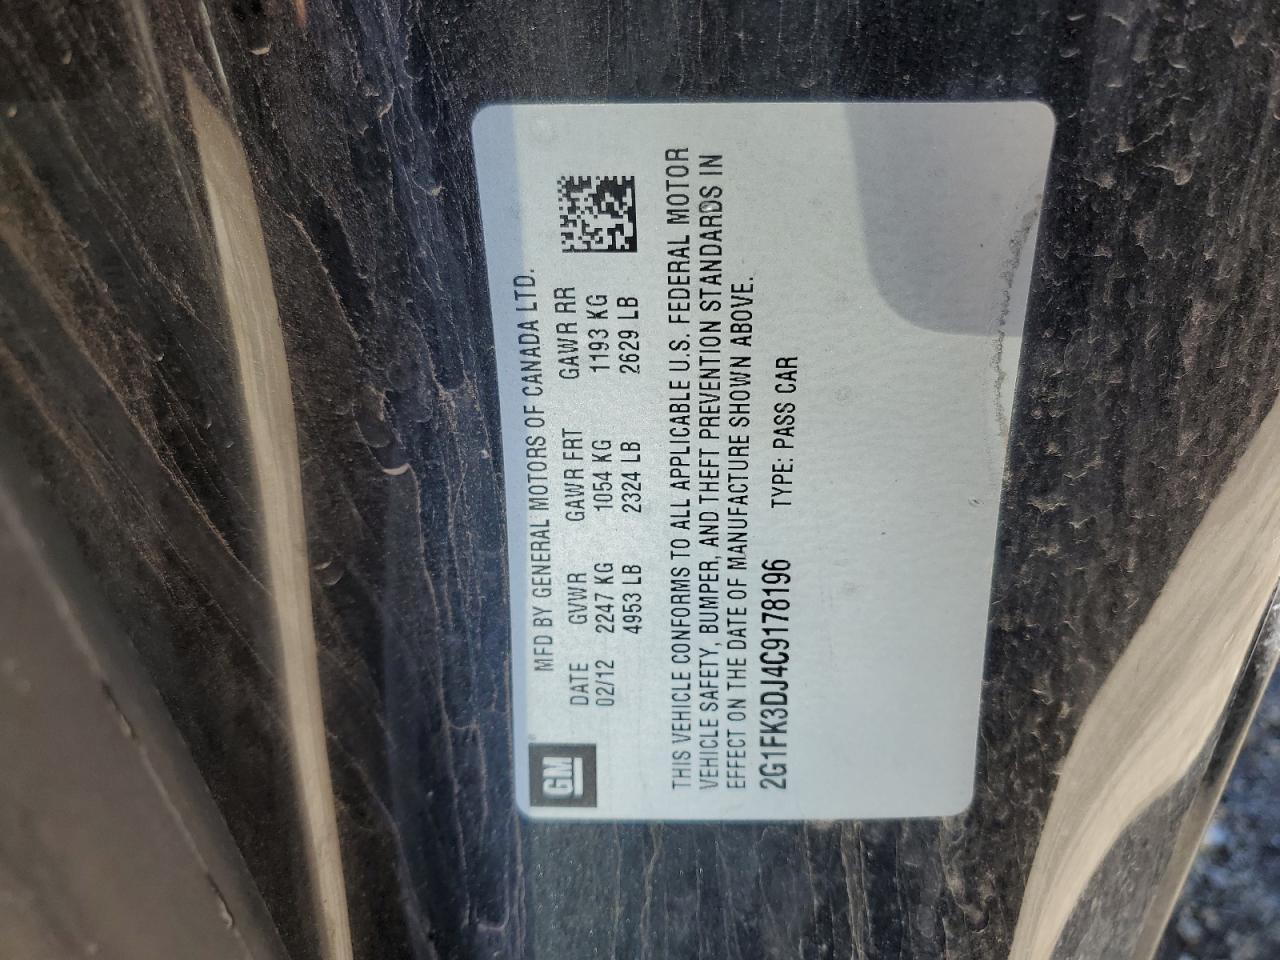 GM
MFD BY GENERAL MOTORS OF CANADA LTD.
DATE GVWR GAWR FRT GAWR RR
02/12 2247 KG 1054 KG 1193 KG
4953 LB 2324 LB 2629 LB
THIS VEHICLE CONFORMS TO ALL APPLICABLE U.S. FEDERAL MOTOR
VEHICLE SAFETY, BUMPER, AND THEFT PREVENTION STANDARDS IN
EFFECT ON THE DATE OF MANUFACTURE SHOWN ABOVE.
2G1FK3DJ4C9178196 TYPE: PASS CAR